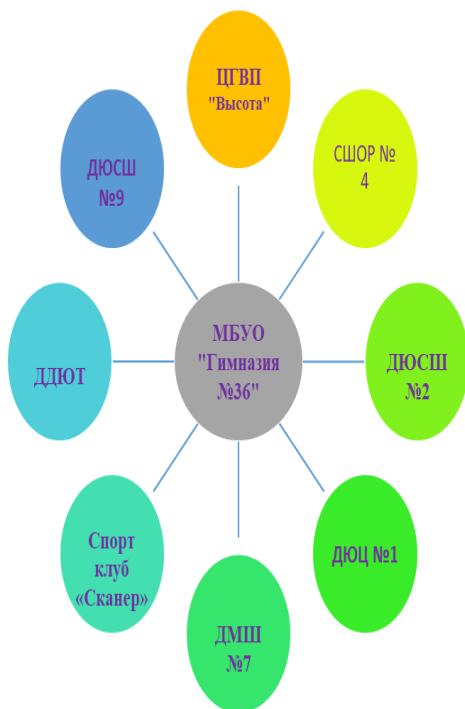 ЦГВП
"Высота"
СШОР №
4
ДЮСШ
№2
ДЮЦ №1
ДМШ
№7
Спорт
клуб
«Сканер»
ДДЮТ
ДЮСШ
№9
МБУО
"Гимназия
№36"